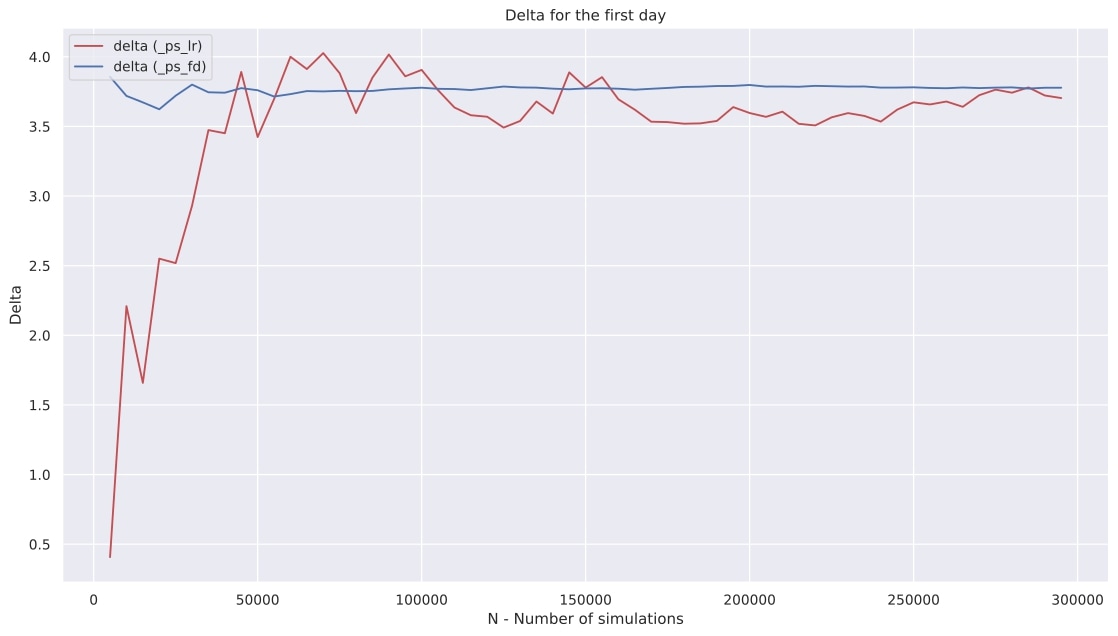 Delta for the first day
delta (_ps_lr)
delta (_ps_fd)
4.0
3.5
3.0
2.5
2.0
1.5
1.0
0.5
Delta
0 50000 100000 150000 200000 250000 300000
N - Number of simulations